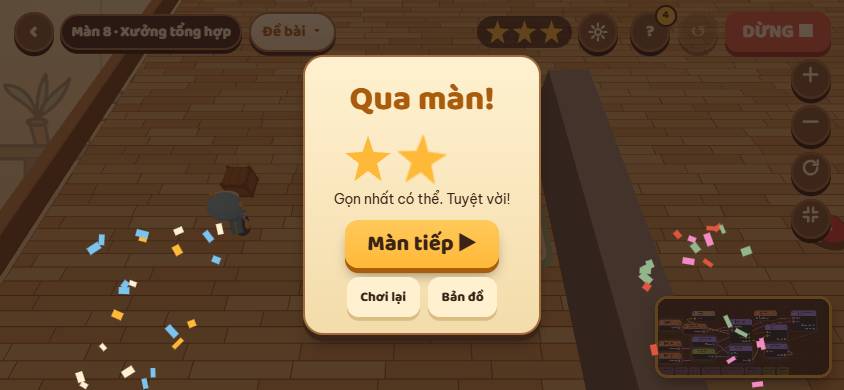 Màn 8 · Xưởng tổng hợp
Đề bài
4
?
DỪNG
Qua màn!
Gọn nhất có thể. Tuyệt vời!
Màn tiếp ▶
Chơi lại
Bản đồ